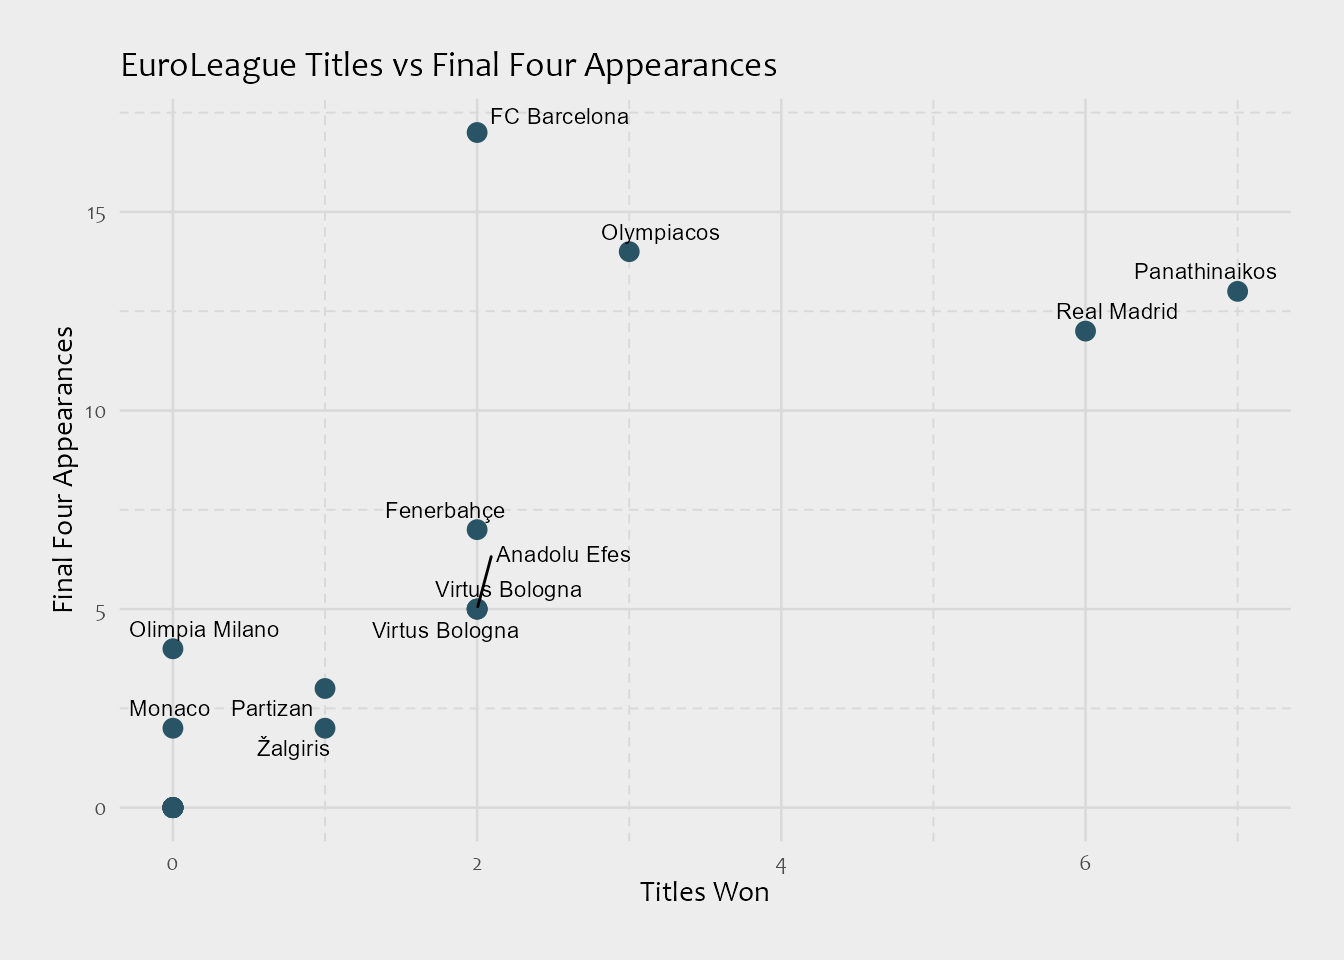 EuroLeague Titles vs Final Four Appearances
FC Barcelona
15
Olympiacos
Panathinaikos
Real Madrid
Final Four Appearances
10
Fenerbahçe
Anadolu Efes
Virtus Bologna
5
Virtus Bologna
Olimpia Milano
Monaco
Partizan
Žalgiris
0
0
2
4
6
Titles Won